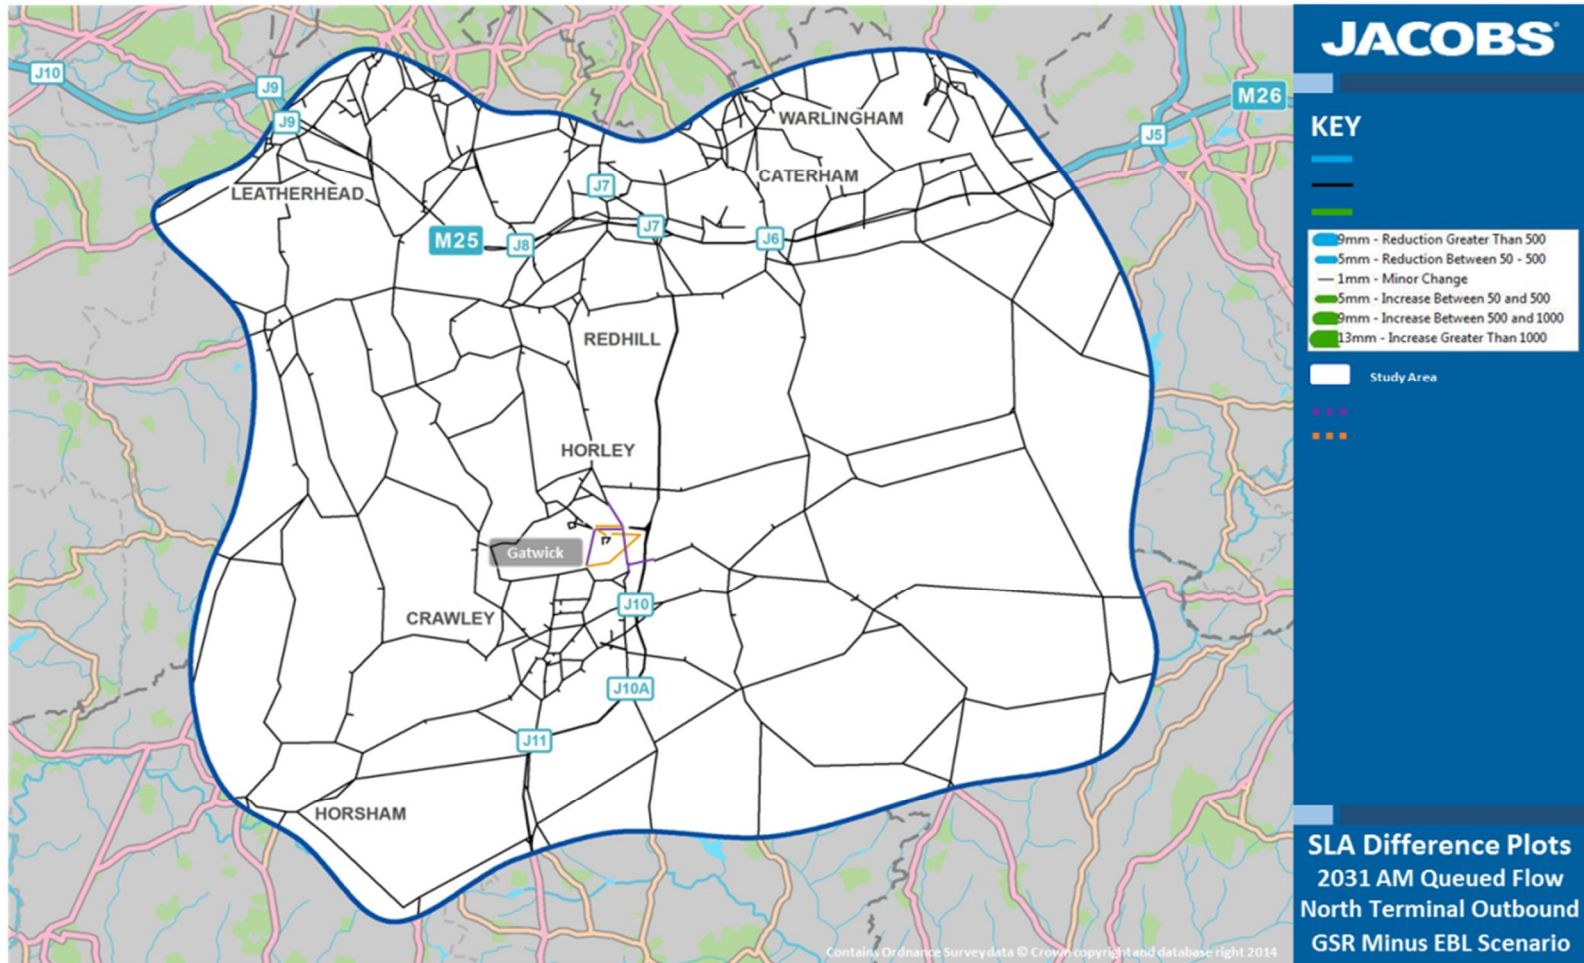 JACOBS
M26
J10
J9
J9
J5
WARLINGHAM
CATERHAM
LEATHERHEAD
J7
J7
M25
J8
J6
REDHILL
HORLEY
Gatwick
CRAWLEY
J10
J10A
J11
HORSHAM
Contains Ordnance Survey data © Crown copyright and database right 2014
KEY
9mm - Reduction Greater Than 500
5mm - Reduction Between 50 - 500
1mm - Minor Change
5mm - Increase Between 50 and 500
9mm - Increase Between 500 and 1000
13mm - Increase Greater Than 1000
Study Area
SLA Difference Plots
2031 AM Queued Flow
North Terminal Outbound
GSR Minus EBL Scenario